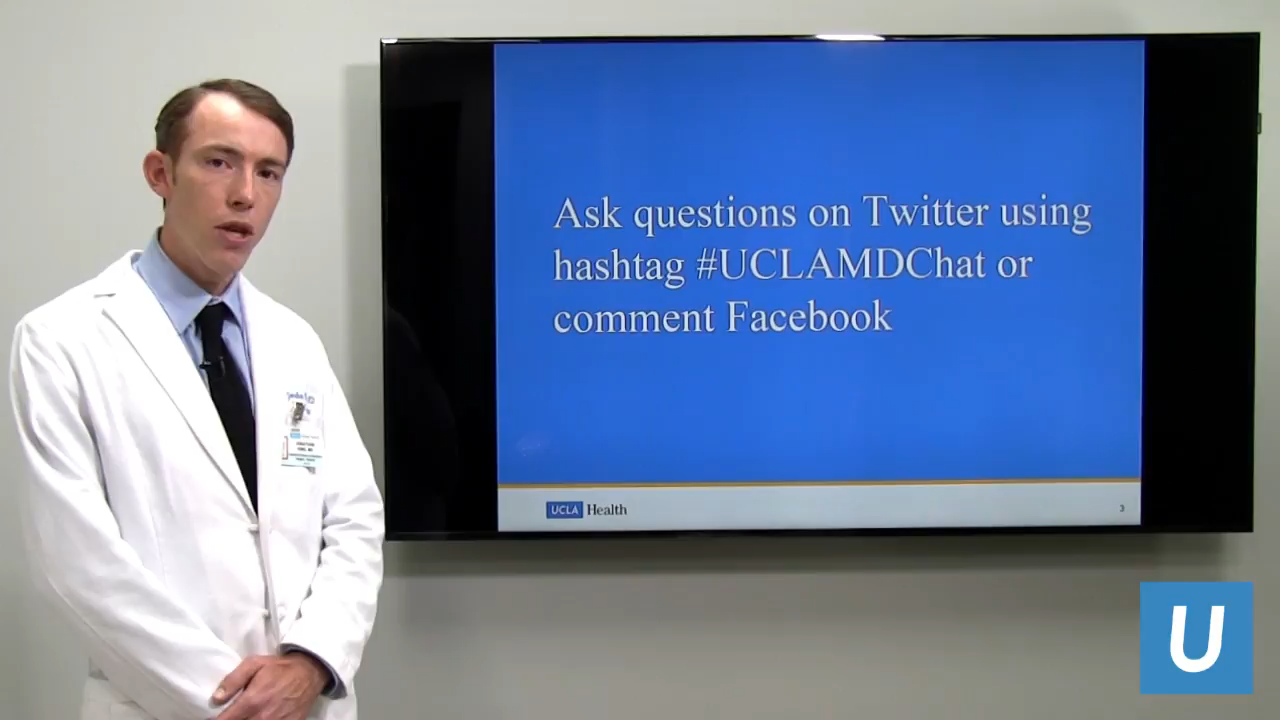 Ask questions on Twitter using
hashtag #UCLAMDChat or
comment Facebook
UCLA Health
3
U